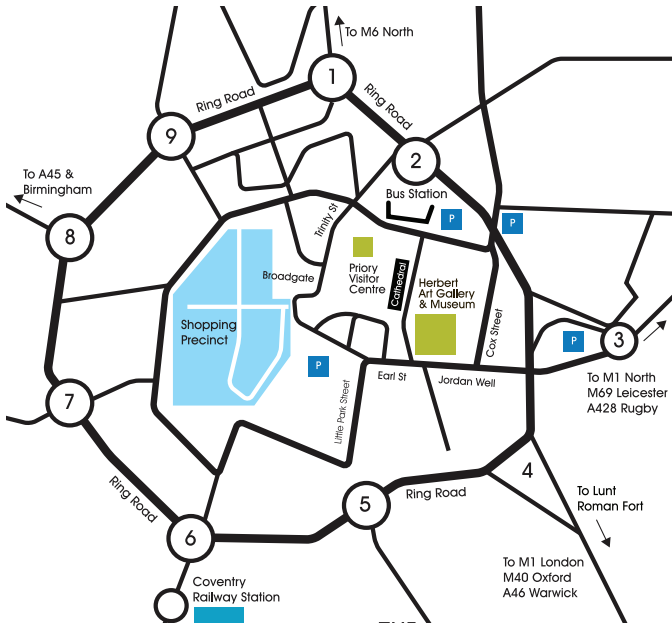 To M6 North
1
Ring Road
Ring Road
9
2
To A45 &
Birmingham
Bus Station
P
P
8
Trinity St
Priory
Visitor
Centre
Cathedral
Broadgate
Herbert
Art Gallery
& Museum
Shopping
Precinct
Cox Street
P
3
P
Earl St
Jordan Well
To M1 North
M69 Leicester
A428 Rugby
Little Park Street
7
4
Ring Road
Ring Road
5
To Lunt
Roman Fort
6
To M1 London
M40 Oxford
A46 Warwick
Coventry
Railway Station